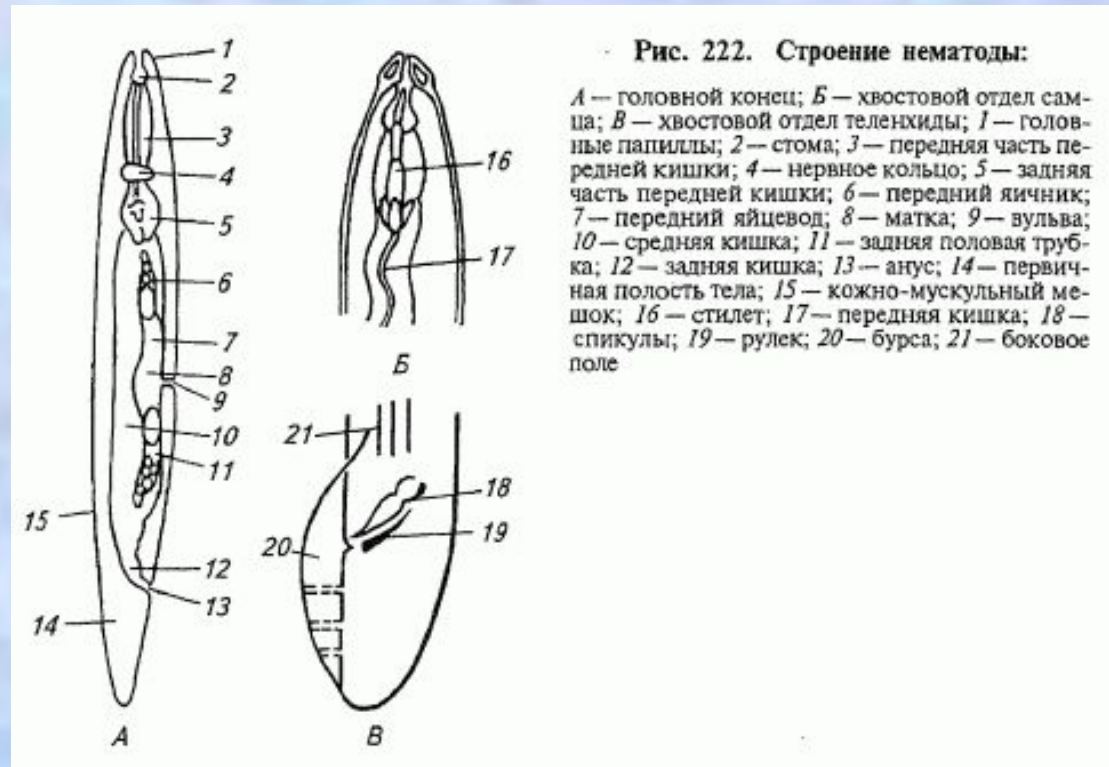 Рис. 222. Строение нематоды:
А — головной конец; Б — хвостовой отдел сам-
ца; В — хвостовой отдел теленхиды; 1 — голов-
ные папиллы; 2 — стома; 3 — передняя часть пе-
редней кишки; 4 — нервное кольцо; 5 — задняя
часть передней кишки; 6 — передний яичник;
7 — передний яйцевод; 8 — матка; 9 — вульва;
10 — средняя кишка; 11 — задняя половая труб-
ка; 12 — задняя кишка; 13 — анус; 14 — первич-
ная полость тела; 15 — кожно-мускульный ме-
шок; 16 — стилет; 17 — передняя кишка; 18 —
спикулы; 19 — рулек; 20 — бурса; 21 — боковое
поле
1
2
3
4
5
6
7
8
9
10
11
15
12
13
14
А
16
17
Б
21
18
19
20
В